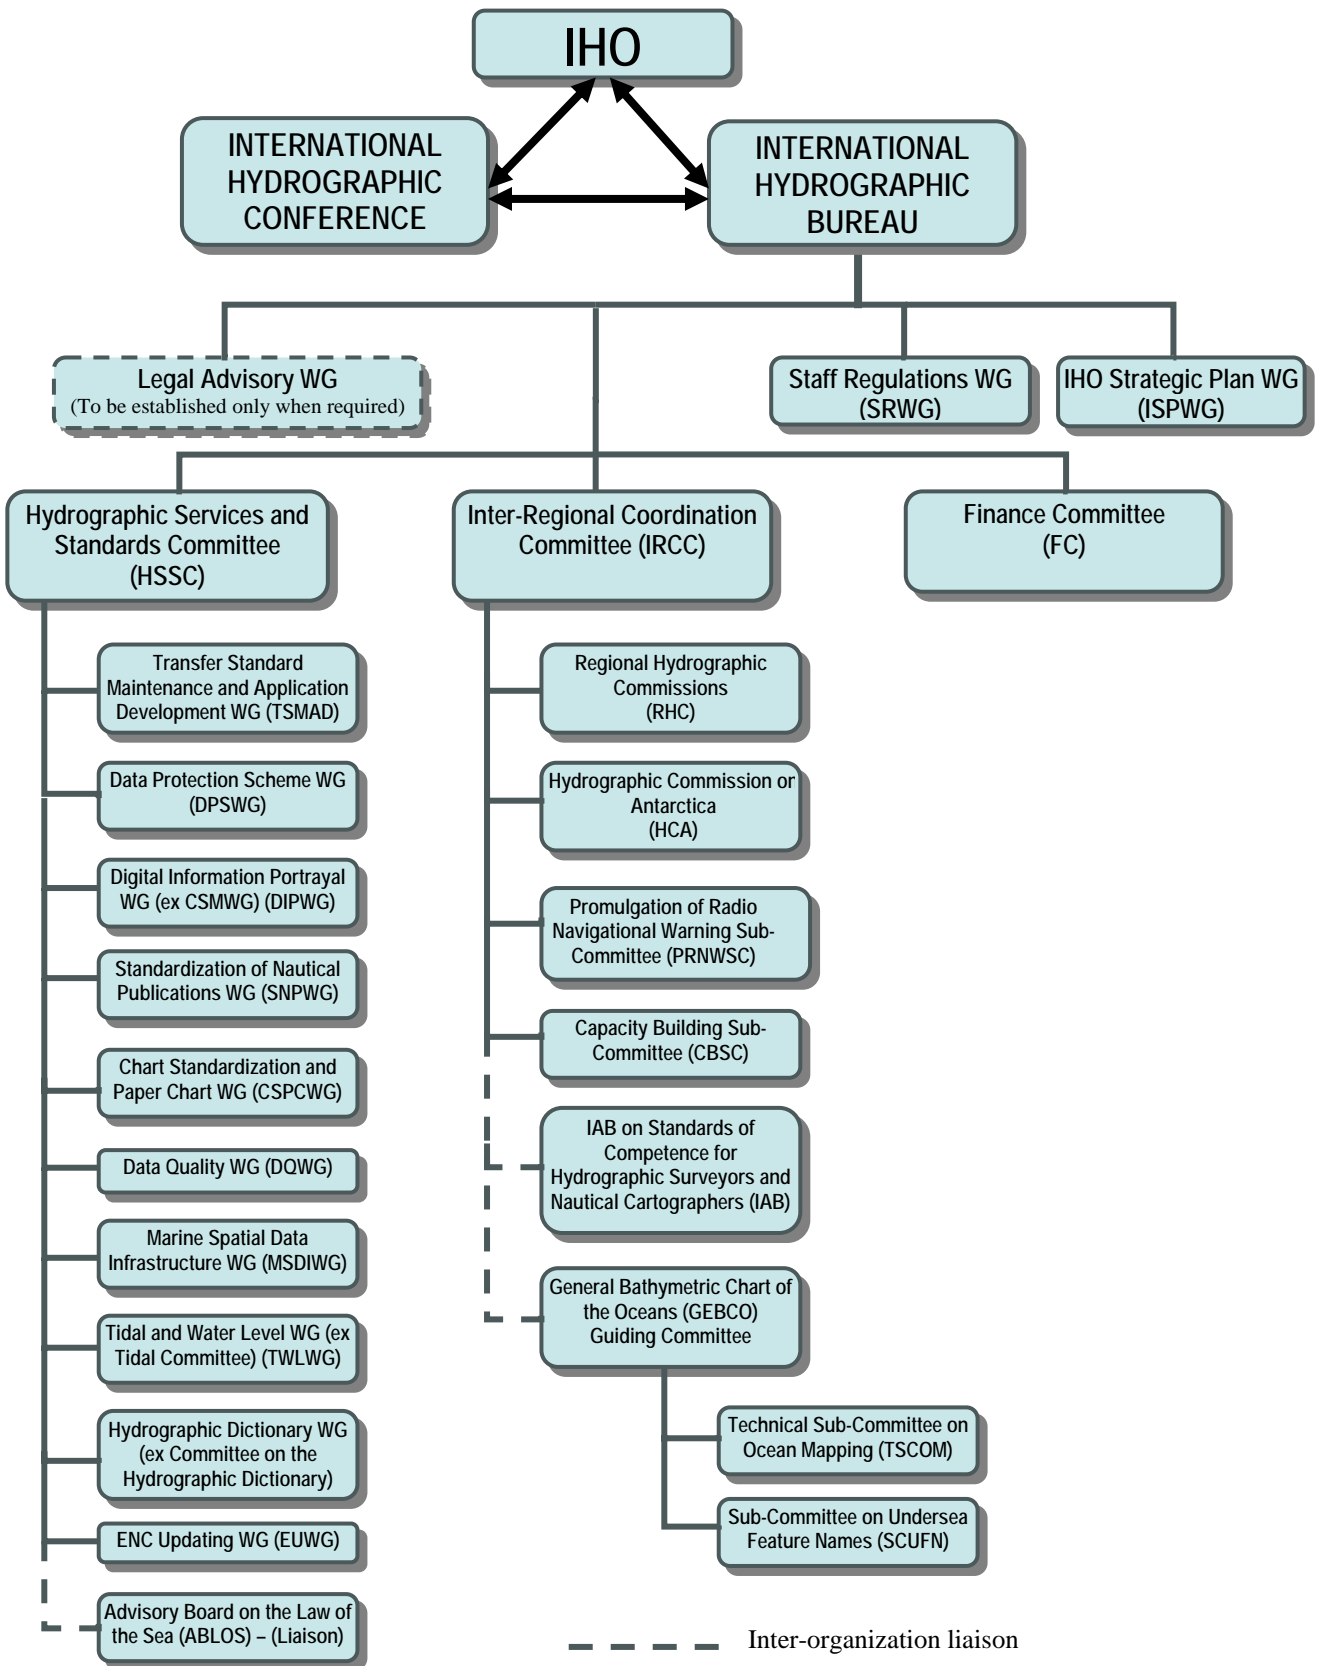 IHO
INTERNATIONAL
HYDROGRAPHIC
CONFERENCE
INTERNATIONAL
HYDROGRAPHIC
BUREAU
Legal Advisory WG
(To be established only when required)
Staff Regulations WG
(SRWG)
IHO Strategic Plan WG
(ISPWG)
Hydrographic Services and
Standards Committee
(HSSC)
Inter-Regional Coordination
Committee (IRCC)
Finance Committee
(FC)
Transfer Standard
Maintenance and Application
Development WG (TSMAD)
Data Protection Scheme WG
(DPSWG)
Digital Information Portrayal
WG (ex CSMWG) (DIPWG)
Standardization of Nautical
Publications WG (SNPWG)
Chart Standardization and
Paper Chart WG (CSPCWG)
Data Quality WG (DQWG)
Marine Spatial Data
Infrastructure WG (MSDIWG)
Tidal and Water Level WG (ex
Tidal Committee) (TWLWG)
Hydrographic Dictionary WG
(ex Committee on the
Hydrographic Dictionary)
ENC Updating WG (EUWG)
Advisory Board on the Law of
the Sea (ABLOS) – (Liaison)
Regional Hydrographic
Commissions
(RHC)
Hydrographic Commission on
Antarctica
(HCA)
Promulgation of Radio
Navigational Warning Sub-
Committee (PRNWSC)
Capacity Building Sub-
Committee (CBSC)
IAB on Standards of
Competence for
Hydrographic Surveyors and
Nautical Cartographers (IAB)
General Bathymetric Chart of
the Oceans (GEBCO)
Guiding Committee
Technical Sub-Committee on
Ocean Mapping (TSCOM)
Sub-Committee on Undersea
Feature Names (SCUFN)
Inter-organization liaison